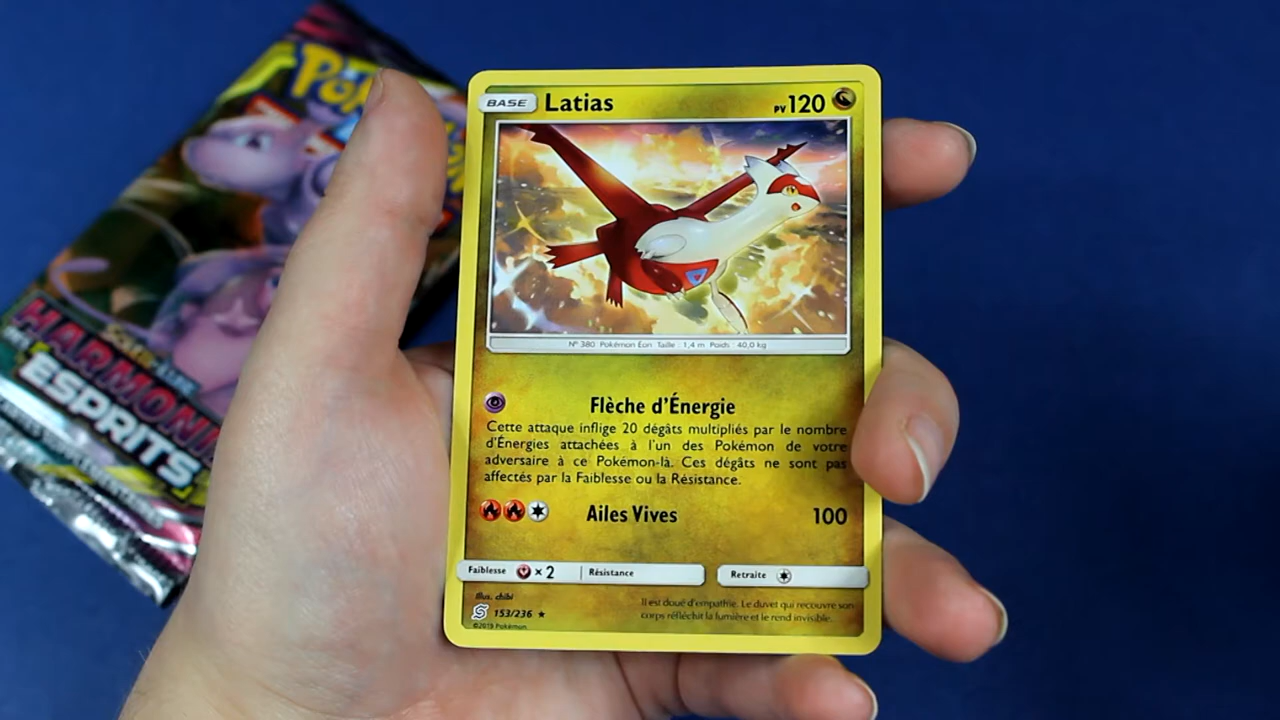 POK
HARMONI
ESPRITS
BASE Latias PV 120
N° 380 Pokémon Éon Taille : 1,4 m Poids : 40,0 kg
Flèche d'Énergie
Cette attaque inflige 20 dégâts multipliés par le nombre
d'Énergies attachées à l'un des Pokémon de votre
adversaire à ce Pokémon-là. Ces dégâts ne sont pas
affectés par la Faiblesse ou la Résistance.
Ailes Vives 100
Faiblesse × 2 Résistance Retraite
Illus. chibi
153/236 ★
©2019 Pokémon
Il est doué d'empathie. Le duvet qui recouvre son
corps réfléchit la lumière et le rend invisible.